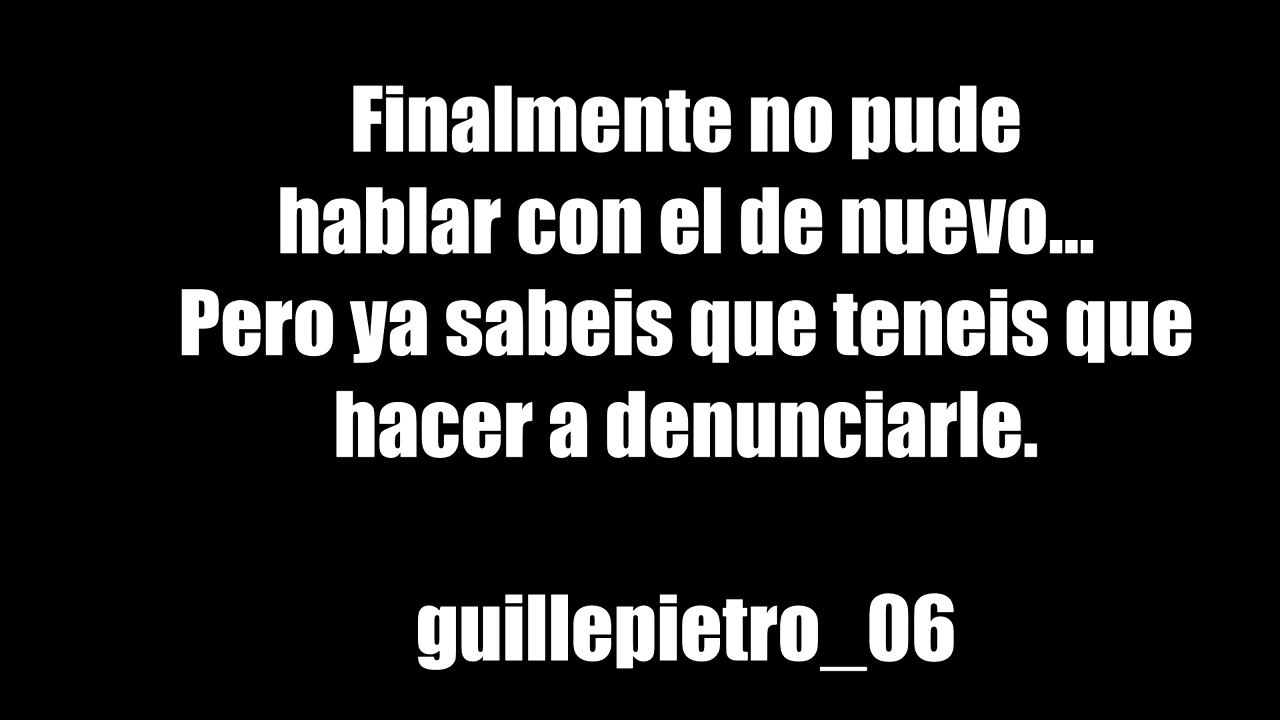 Finalmente no pude
hablar con el de nuevo...
Pero ya sabeis que teneis que
hacer a denunciarle.
guillepietro_06